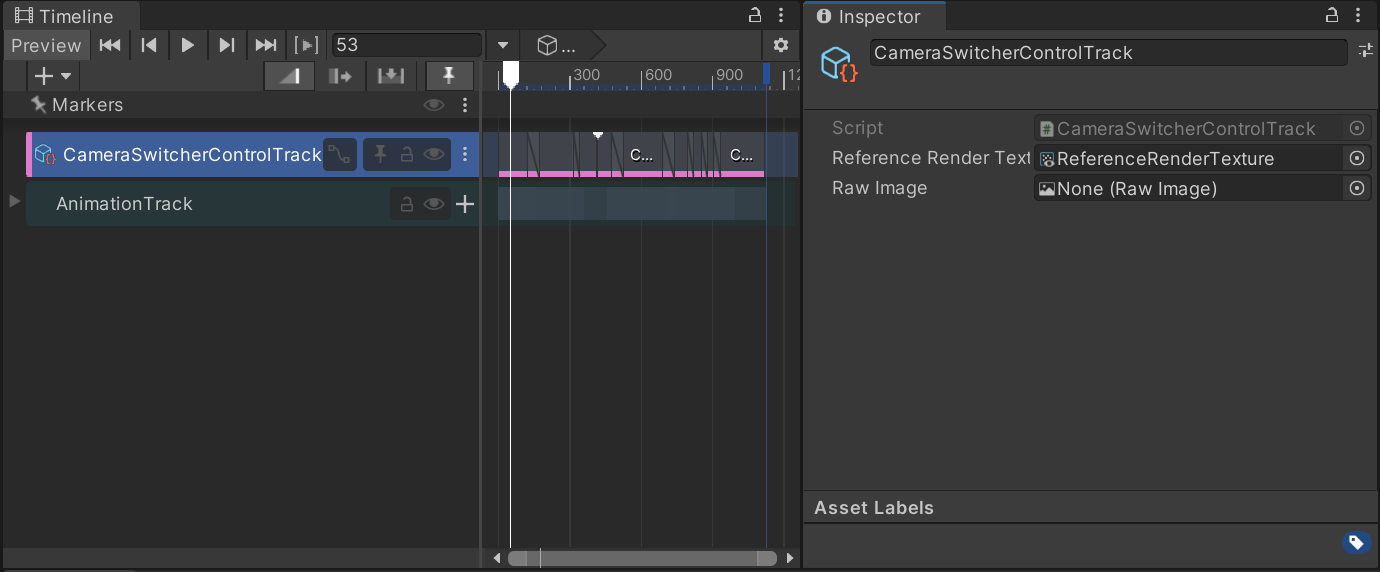 Timeline
Preview
53
...
300
600
900
Markers
CameraSwitcherControlTrack
C...
C...
AnimationTrack
Inspector
CameraSwitcherControlTrack
Script
CameraSwitcherControlTrack
Reference Render Text
ReferenceRenderTexture
Raw Image
None (Raw Image)
Asset Labels